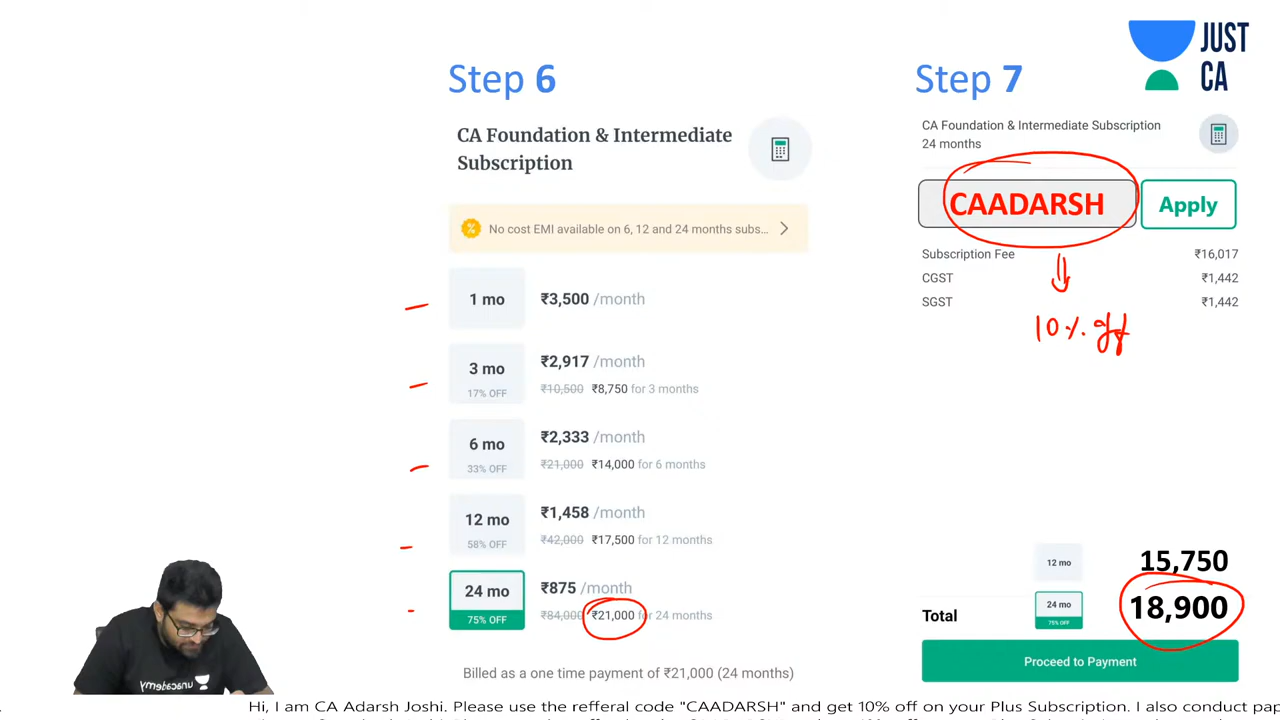 JUST
CA
Step 6
CA Foundation & Intermediate
Subscription
No cost EMI available on 6, 12 and 24 months subs...
1 mo
₹3,500 /month
3 mo
17% OFF
₹2,917 /month
₹10,500 ₹8,750 for 3 months
6 mo
33% OFF
₹2,333 /month
₹21,000 ₹14,000 for 6 months
12 mo
58% OFF
₹1,458 /month
₹42,000 ₹17,500 for 12 months
24 mo
75% OFF
₹875 /month
₹84,000 ₹21,000 for 24 months
Billed as a one time payment of ₹21,000 (24 months)
Step 7
CA Foundation & Intermediate Subscription
24 months
CAADARSH
Apply
Subscription Fee ₹16,017
CGST ₹1,442
SGST ₹1,442
10% off
12 mo 15,750
Total 24 mo 18,900
75% OFF
Proceed to Payment
unacademy
Hi, I am CA Adarsh Joshi. Please use the refferal code "CAADARSH" and get 10% off on your Plus Subscription. I also conduct pap